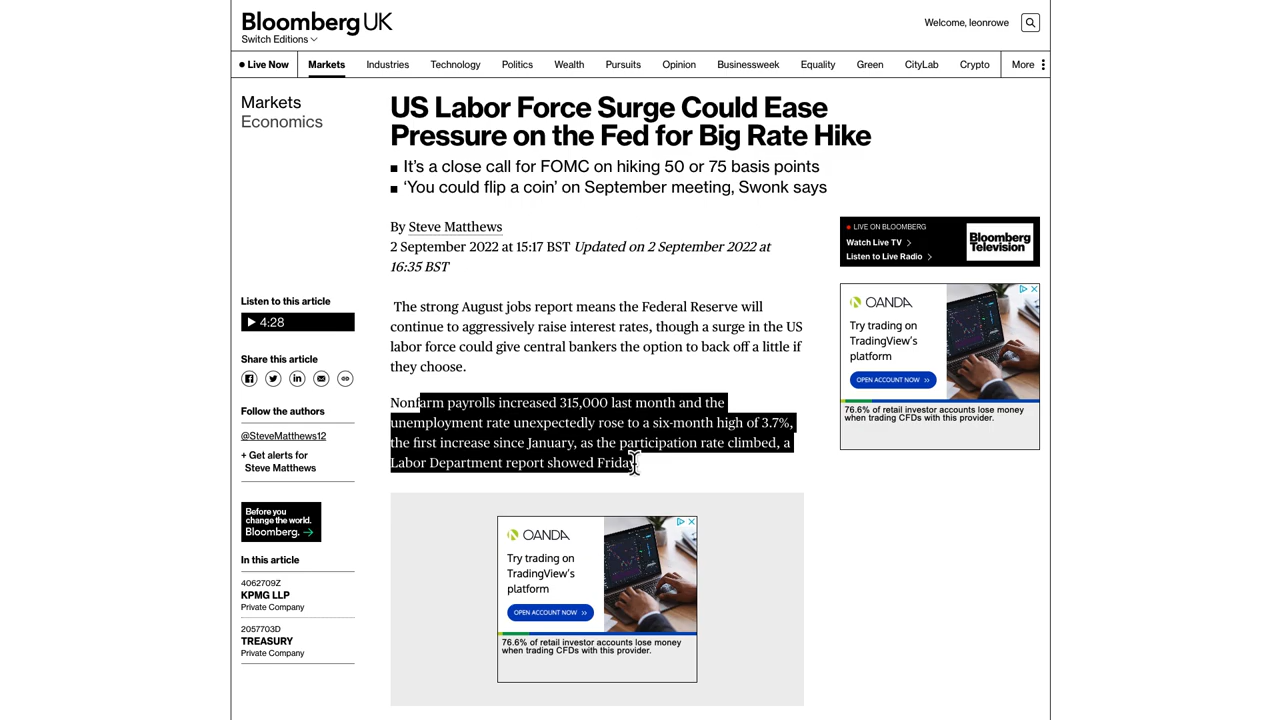 Bloomberg UK
Switch Editions
Welcome, leonrowe
Live Now
Markets
Industries
Technology
Politics
Wealth
Pursuits
Opinion
Businessweek
Equality
Green
CityLab
Crypto
More
Markets
Economics
US Labor Force Surge Could Ease
Pressure on the Fed for Big Rate Hike
It's a close call for FOMC on hiking 50 or 75 basis points
‘You could flip a coin’ on September meeting, Swonk says
By Steve Matthews
2 September 2022 at 15:17 BST Updated on 2 September 2022 at
16:35 BST
Listen to this article
4:28
Share this article
Follow the authors
@SteveMatthews12
+ Get alerts for
Steve Matthews
Before you
change the world.
Bloomberg.
In this article
4062709Z
KPMG LLP
Private Company
2057703D
TREASURY
Private Company
The strong August jobs report means the Federal Reserve will
continue to aggressively raise interest rates, though a surge in the US
labor force could give central bankers the option to back off a little if
they choose.
Nonfarm payrolls increased 315,000 last month and the
unemployment rate unexpectedly rose to a six-month high of 3.7%,
the first increase since January, as the participation rate climbed, a
Labor Department report showed Friday
OANDA
Try trading on
TradingView's
platform
OPEN ACCOUNT NOW
76.6% of retail investor accounts lose money
when trading CFDs with this provider.
LIVE ON BLOOMBERG
Watch Live TV
Listen to Live Radio
Bloomberg
Television
OANDA
Try trading on
TradingView's
platform
OPEN ACCOUNT NOW
76.6% of retail investor accounts lose money
when trading CFDs with this provider.